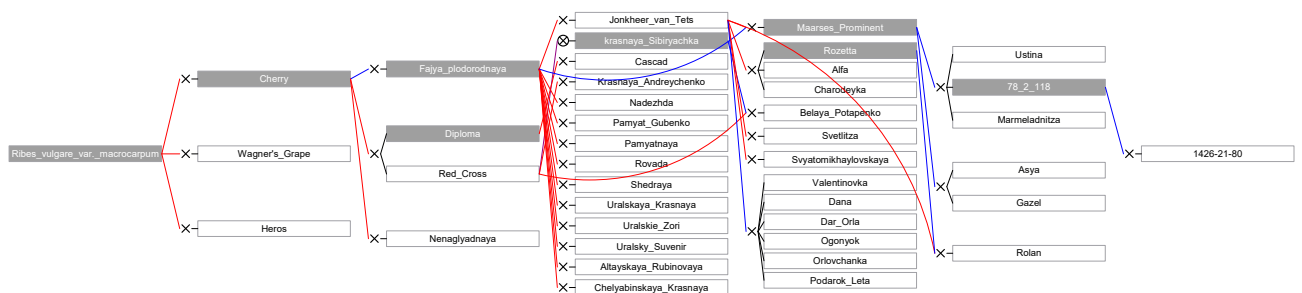 Ribes_vulgare_var._macrocarpum
Cherry
Wagner's_Grape
Heros
Fajya_plodorodnaya
Diploma
Red_Cross
Nenaglyadnaya
Jonkheer_van_Tets
krasnaya_Sibiryachka
Cascad
Krasnaya_Andreychenko
Nadezhda
Pamyat_Gubenko
Pamyatnaya
Rovada
Shedraya
Uralskaya_Krasnaya
Uralskie_Zori
Uralsky_Suvenir
Altayskaya_Rubinovaya
Chelyabinskaya_Krasnaya
Maarses_Prominent
Rozetta
Alfa
Charodeyka
Belaya_Potapenko
Svetlitza
Svyatomikhaylovskaya
Valentinovka
Dana
Dar_Orla
Ogonyok
Orlovchanka
Podarok_Leta
Ustina
78_2_118
Marmeladnitza
Asya
Gazel
Rolan
1426-21-80